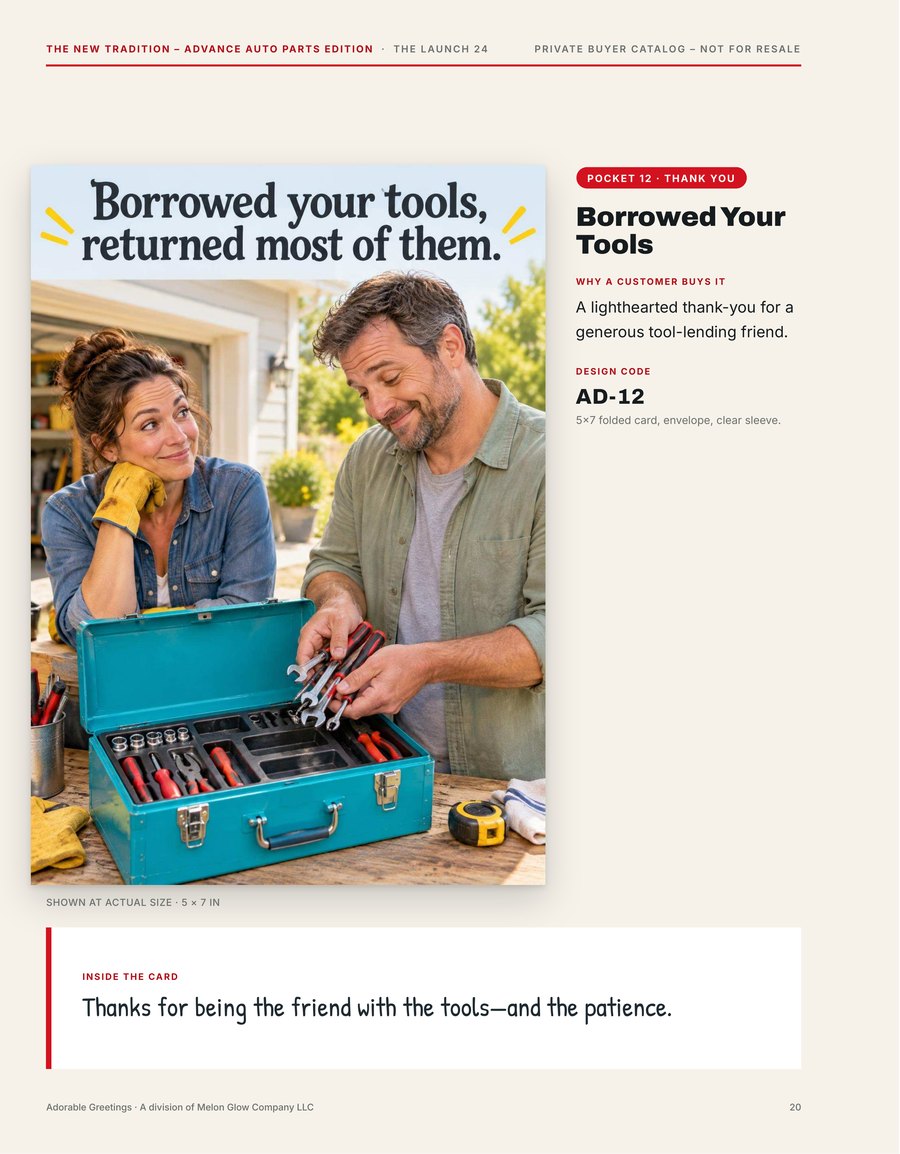 THE NEW TRADITION – ADVANCE AUTO PARTS EDITION · THE LAUNCH 24
PRIVATE BUYER CATALOG – NOT FOR RESALE
Borrowed your tools,
returned most of them.
POCKET 12 · THANK YOU
Borrowed Your
Tools
WHY A CUSTOMER BUYS IT
A lighthearted thank-you for a
generous tool-lending friend.
DESIGN CODE
AD-12
5×7 folded card, envelope, clear sleeve.
SHOWN AT ACTUAL SIZE · 5 × 7 IN
INSIDE THE CARD
Thanks for being the friend with the tools—and the patience.
Adorable Greetings · A division of Melon Glow Company LLC
20